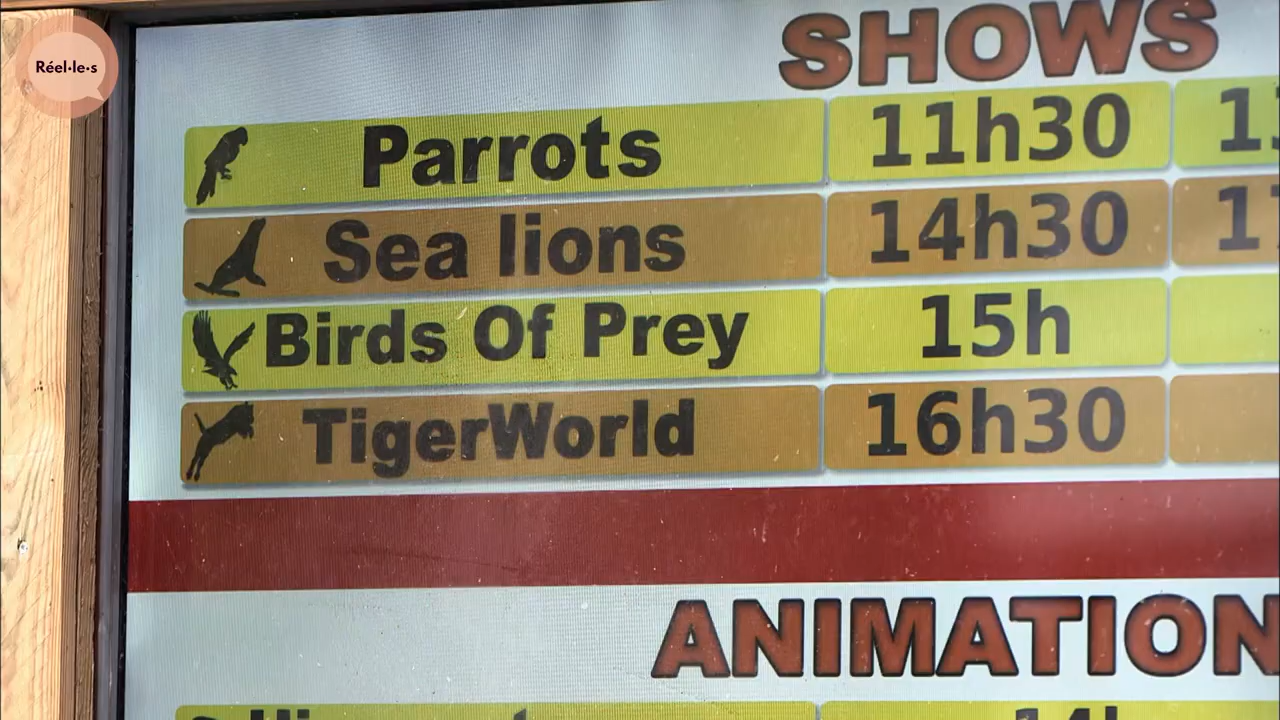 Réel·le·s
SHOWS
Parrots 11h30
Sea lions 14h30
Birds Of Prey 15h
TigerWorld 16h30
ANIMATION